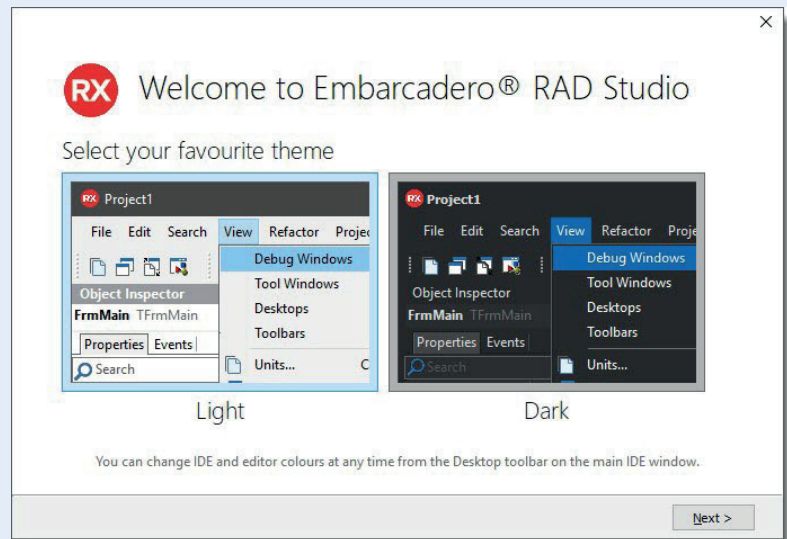 RX Welcome to Embarcadero® RAD Studio
Select your favourite theme
RX Project1
File Edit Search View Refactor Projec
Debug Windows
Tool Windows
Object Inspector
Desktops
FrmMain TFrmMain
Toolbars
Properties Events
Units... C
Search
Light
RX Project1
File Edit Search View Refactor Proje
Debug Windows
Tool Windows
Object Inspector
Desktops
FrmMain TFrmMain
Toolbars
Properties Events
Units...
Search
Dark
You can change IDE and editor colours at any time from the Desktop toolbar on the main IDE window.
Next >